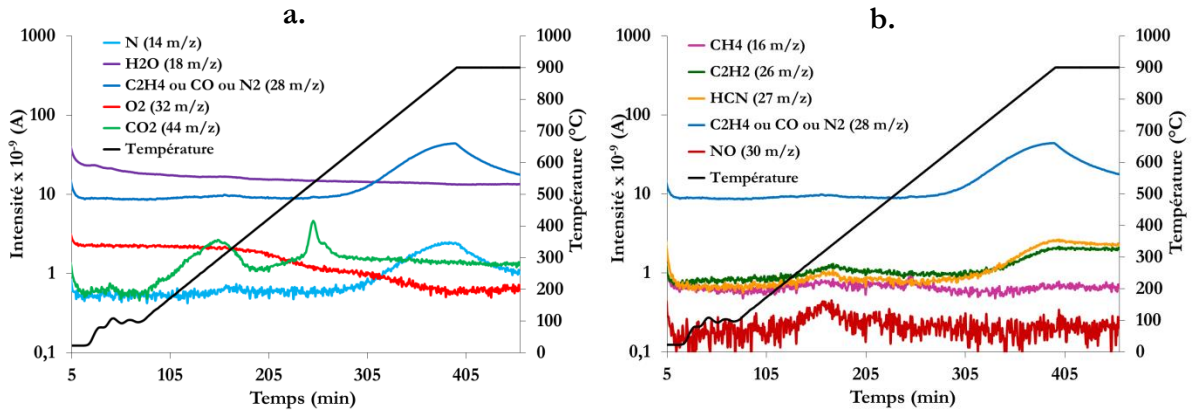 a.
1000
100
10
1
0,1
Intensité x 10⁻⁹ (A)
N (14 m/z)
H2O (18 m/z)
C2H4 ou CO ou N2 (28 m/z)
O2 (32 m/z)
CO2 (44 m/z)
Température
1000
900
800
700
600
500
400
300
200
100
0
Température (°C)
5
105
205
305
405
Temps (min)
b.
1000
100
10
1
0,1
Intensité x 10⁻⁹ (A)
CH4 (16 m/z)
C2H2 (26 m/z)
HCN (27 m/z)
C2H4 ou CO ou N2 (28 m/z)
NO (30 m/z)
Température
1000
900
800
700
600
500
400
300
200
100
0
Température (°C)
5
105
205
305
405
Temps (min)